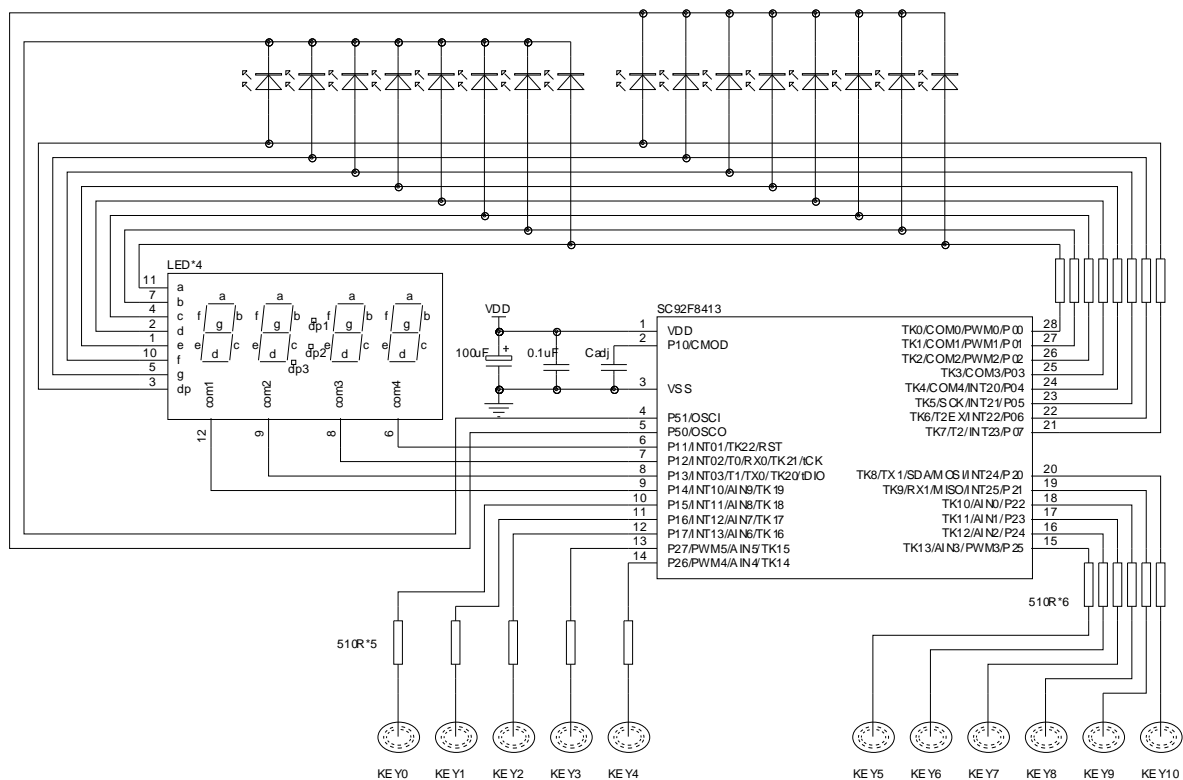 LED*4
11 a
7 b
4 c
2 d
1 e
10 f
5 g
3 dp
a f b g e c d
a f b g e c d
dp1
dp2
dp3
a f b g e c d
a f b g e c d
com1 com2 com3 com4
12 9 8 6
VDD
100uF +
0.1uF
Cadj
SC92F8413
1 VDD
2 P10/CMOD
3 VSS
4 P51/OSCI
5 P50/OSCO
6 P11/INT01/TK22/RST
7 P12/INT02/T0/RX0/TK21/tCK
8 P13/INT03/T1/TX0/TK20/tDIO
9 P14/INT10/AIN9/TK19
10 P15/INT11/AIN8/TK18
11 P16/INT12/AIN7/TK17
12 P17/INT13/AIN6/TK16
13 P27/PWM5/AIN5/TK15
14 P26/PWM4/AIN4/TK14
TK0/COM0/PWM0/P00 28
TK1/COM1/PWM1/P01 27
TK2/COM2/PWM2/P02 26
TK3/COM3/P03 25
TK4/COM4/INT20/P04 24
TK5/SCK/INT21/P05 23
TK6/T2EX/INT22/P06 22
TK7/T2/INT23/P07 21
TK8/TX1/SDA/MOSI/INT24/P20 20
TK9/RX1/MISO/INT25/P21 19
TK10/AIN0/P22 18
TK11/AIN1/P23 17
TK12/AIN2/P24 16
TK13/AIN3/PWM3/P25 15
510R*5
510R*6
KEY0 KEY1 KEY2 KEY3 KEY4 KEY5 KEY6 KEY7 KEY8 KEY9 KEY10